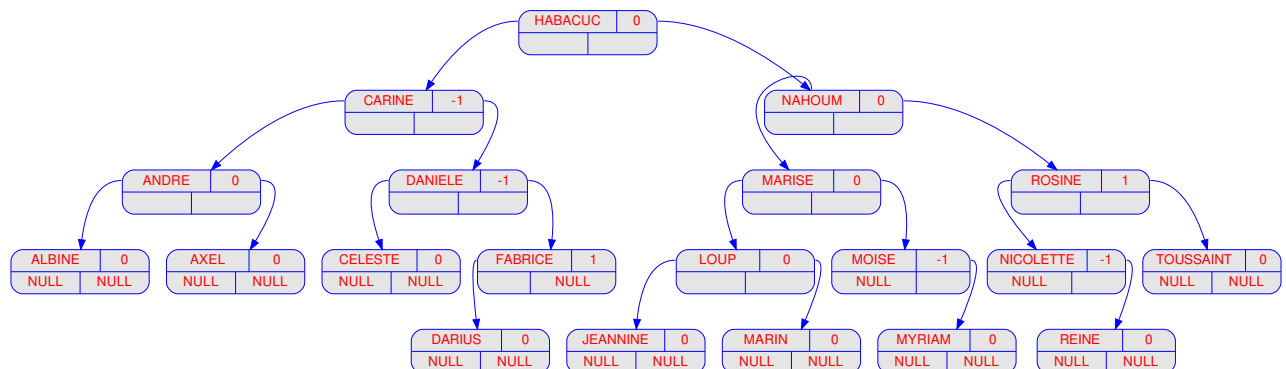 HABACUC 0
CARINE -1
NAHOUM 0
ANDRE 0
DANIELE -1
MARISE 0
ROSINE 1
ALBINE 0
NULL NULL
AXEL 0
NULL NULL
CELESTE 0
NULL NULL
FABRICE 1
NULL
LOUP 0
MOISE -1
NULL
NICOLETTE -1
NULL
TOUSSAINT 0
NULL NULL
DARIUS 0
NULL NULL
JEANNINE 0
NULL NULL
MARIN 0
NULL NULL
MYRIAM 0
NULL NULL
REINE 0
NULL NULL